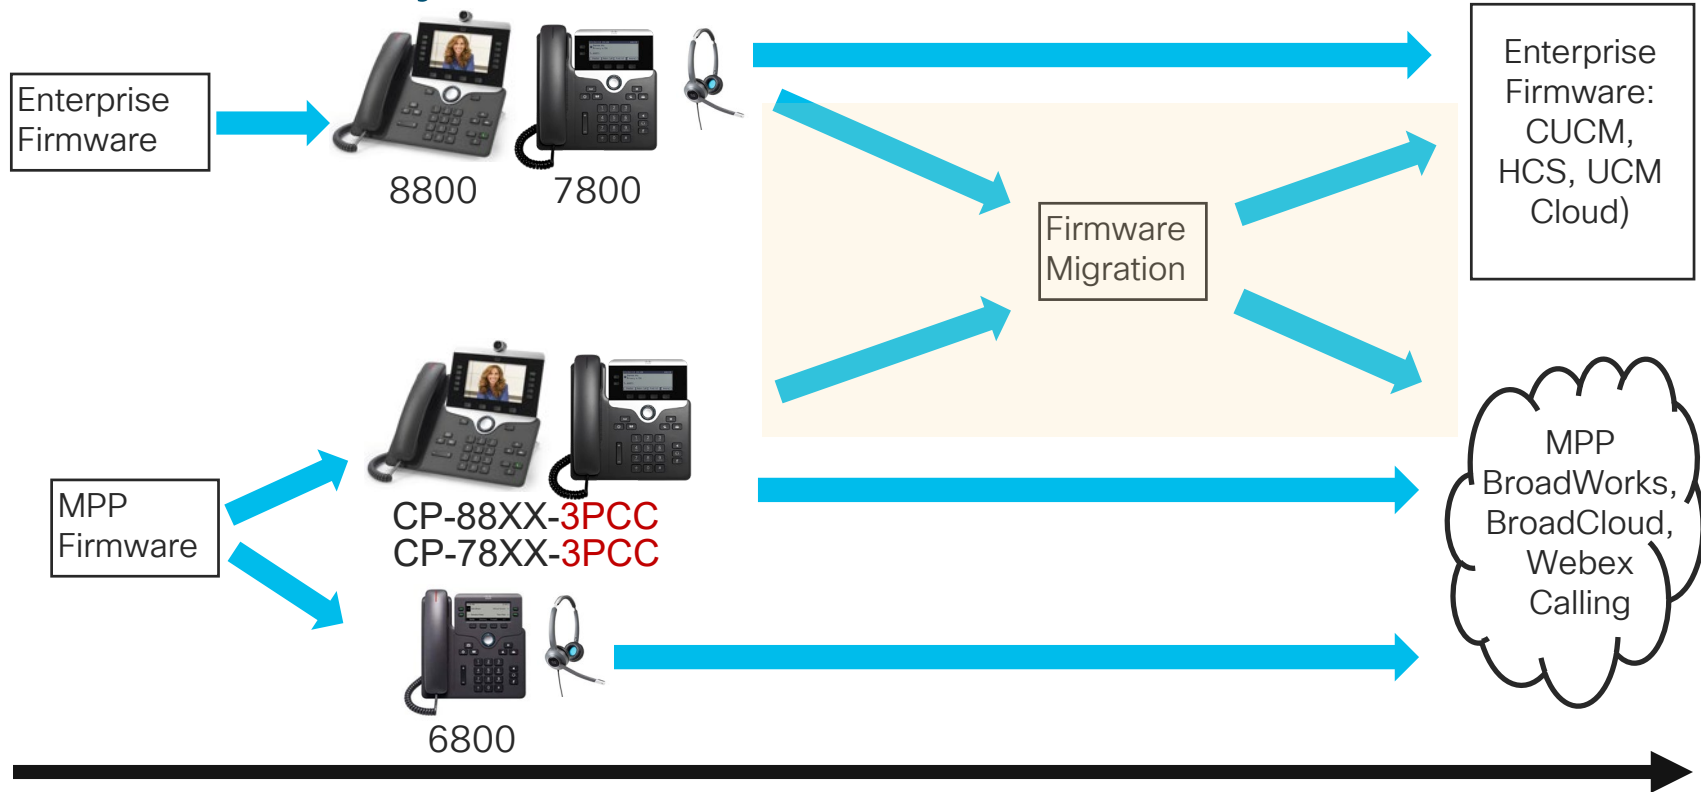 Enterprise
Firmware
8800
7800
Enterprise
Firmware:
CUCM,
HCS, UCM
Cloud)
Firmware
Migration
MPP
Firmware
CP-88XX-3PCC
CP-78XX-3PCC
6800
MPP
BroadWorks,
BroadCloud,
Webex
Calling